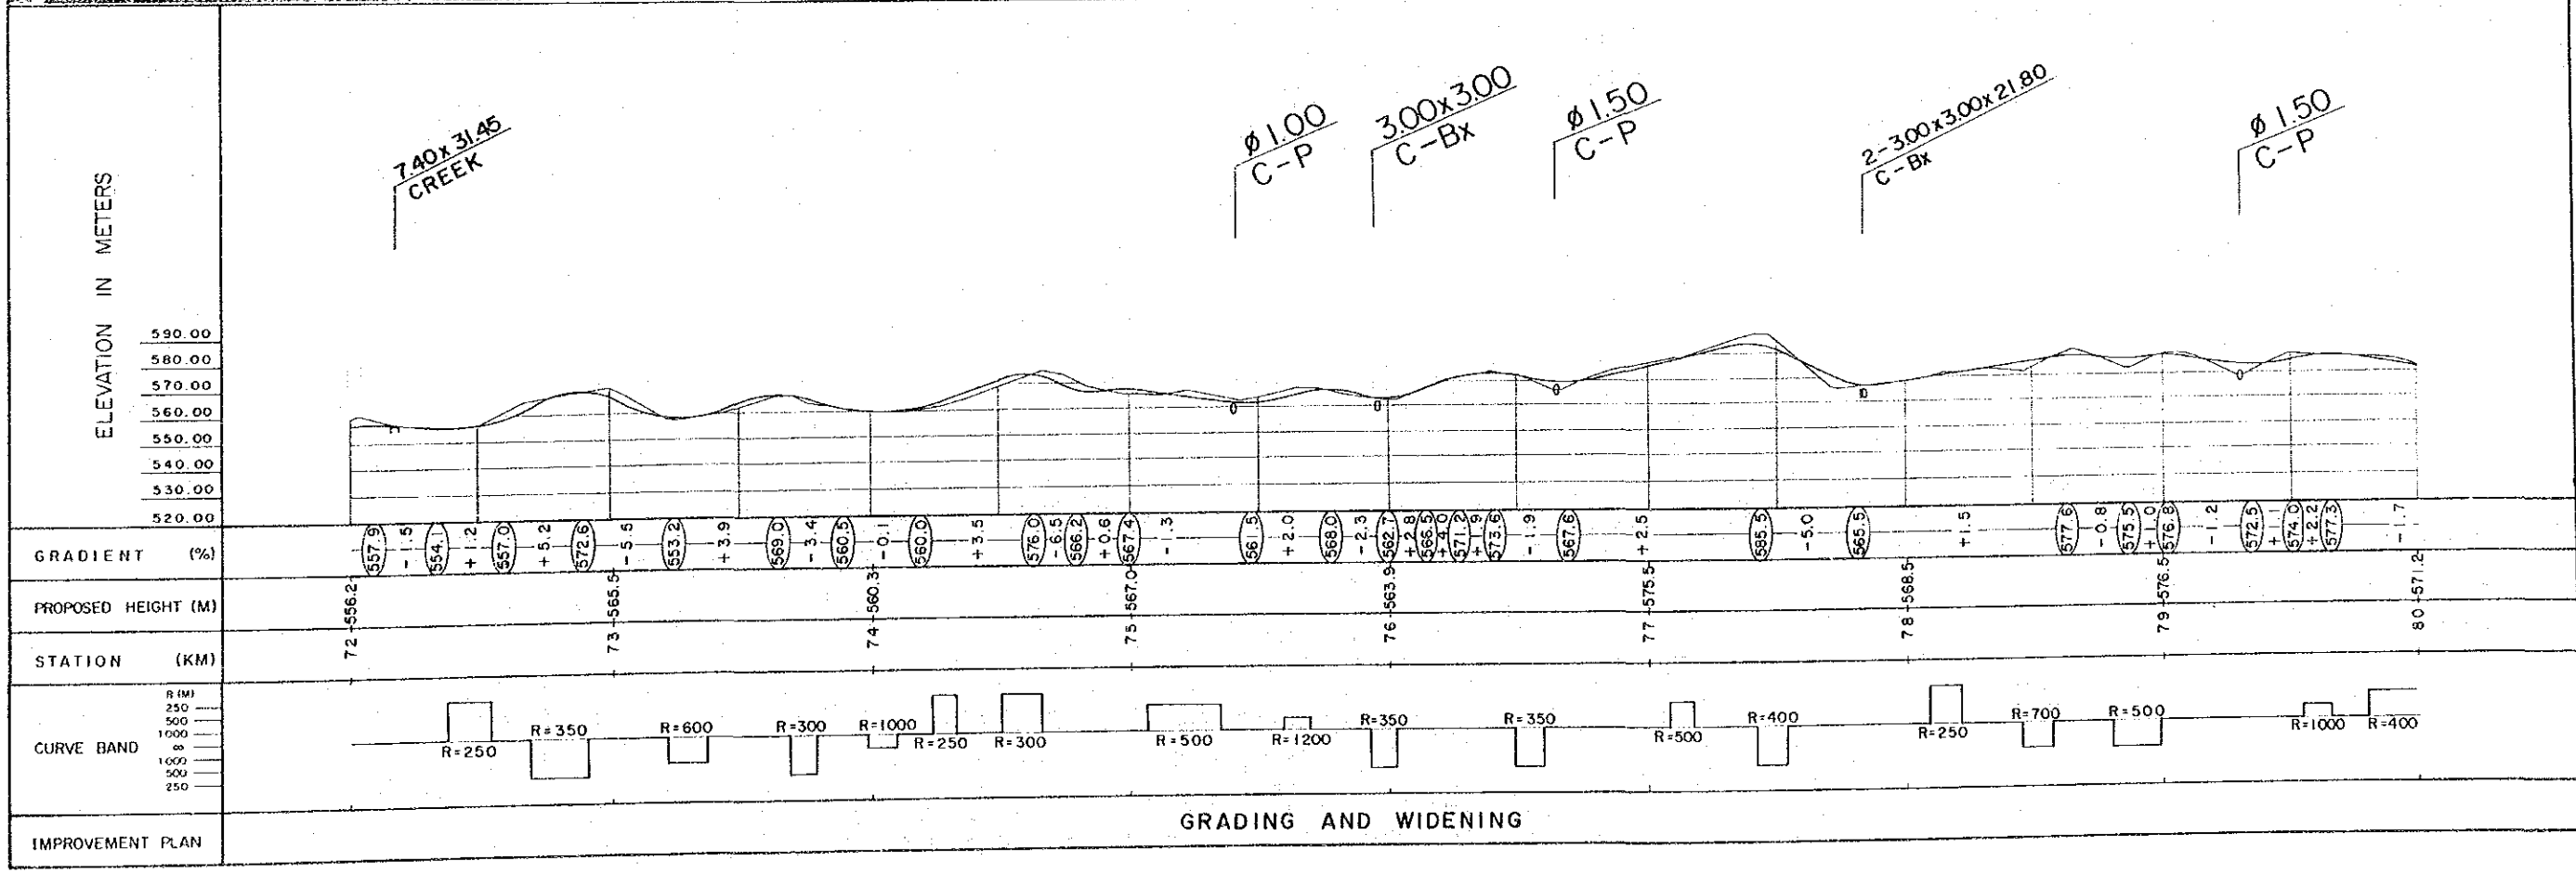 7.40x31.45
CREEK
Ø1.00
C-P
3.00x3.00
C-Bx
Ø1.50
C-P
2-3.00x3.00x21.80
C-Bx
Ø1.50
C-P
ELEVATION IN METERS
590.00
580.00
570.00
560.00
550.00
540.00
530.00
520.00
GRADIENT (%)
557.9 -1.5 554.1 +1.2 557.0 +5.2 572.6 -5.5 553.2 +3.9 569.0 -3.4 560.5 -0.1 560.0 +3.5 576.0 -6.5 566.2 +0.6 567.4 -1.3 561.5 +2.0 568.0 -2.3 562.7 +2.8 566.5 +4.0 571.2 +1.9 573.6 -1.9 567.6 +2.5 585.5 -5.0 565.5 +1.5 577.6 -0.8 575.5 +1.0 576.8 -1.2 572.5 +1.1 574.0 +2.2 577.3 -1.7
PROPOSED HEIGHT (M)
556.2 565.5 560.3 567.0 563.9 575.5 568.5 576.5 571.2
STATION (KM)
72 73 74 75 76 77 78 79 80
CURVE BAND
R (M)
250
500
1000
∞
1000
500
250
R=250 R=350 R=600 R=300 R=1000 R=250 R=300 R=500 R=1200 R=350 R=350 R=500 R=400 R=250 R=700 R=500 R=1000 R=400
IMPROVEMENT PLAN
GRADING AND WIDENING